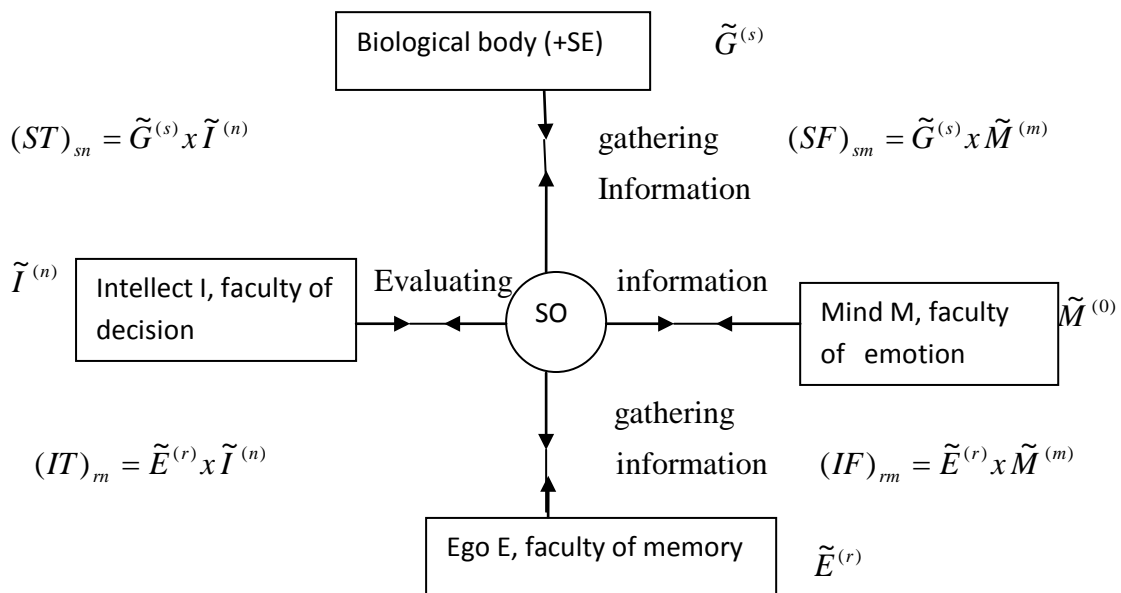 Biological body (+SE)
G̃^(s)
(ST)_sn = G̃^(s) x Ĩ^(n)
gathering
Information
(SF)_sm = G̃^(s) x M̃^(m)
Ĩ^(n)
Intellect I, faculty of
decision
Evaluating
SO
information
Mind M, faculty
of emotion
M̃^(0)
(IT)_rn = Ẽ^(r) x Ĩ^(n)
gathering
information
(IF)_rm = Ẽ^(r) x M̃^(m)
Ego E, faculty of memory
Ẽ^(r)